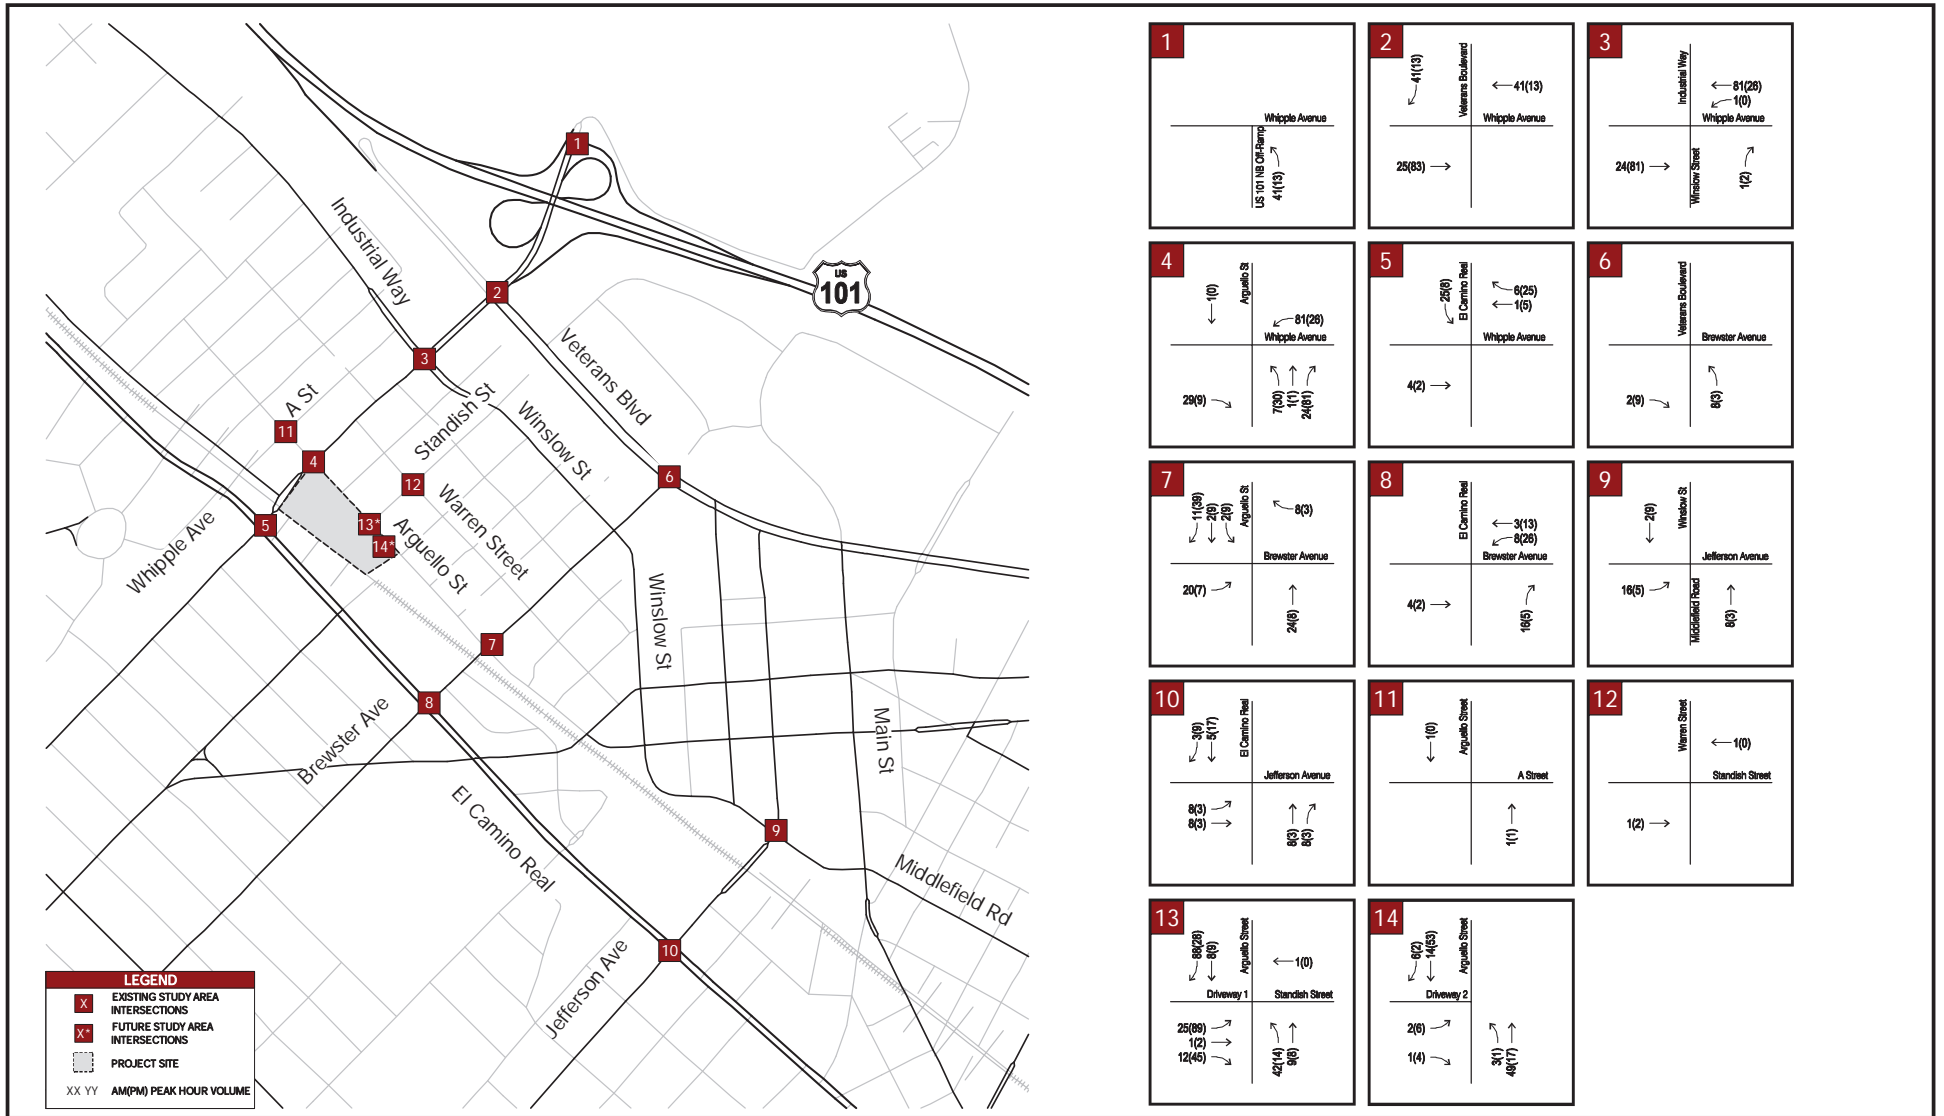 1
2
3
4
5
6
7
8
9
10
11
12
13*
14*
US
101
Industrial Way
Veterans Blvd
A St
Standish St
Winslow St
Warren Street
Arguello St
Whipple Ave
Winslow St
Brewster Ave
Main St
El Camino Real
Middlefield Rd
Jefferson Ave
LEGEND
X
EXISTING STUDY AREA
INTERSECTIONS
X*
FUTURE STUDY AREA
INTERSECTIONS
PROJECT SITE
XX YY
AM(PM) PEAK HOUR VOLUME
1
Whipple Avenue
US 101 NB Off-Ramp
41(13)
2
41(13)
Veterans Boulevard
41(13)
Whipple Avenue
25(83)
3
Industrial Way
81(26)
1(0)
Whipple Avenue
24(81)
Winslow Street
1(2)
4
1(0)
Arguello St
81(26)
Whipple Avenue
29(9)
7(30)
1(1)
24(81)
5
25(8)
El Camino Real
6(25)
1(5)
Whipple Avenue
4(2)
6
Veterans Boulevard
Brewster Avenue
2(9)
8(3)
7
11(39)
2(9)
2(9)
Arguello St
8(3)
Brewster Avenue
20(7)
24(8)
8
El Camino Real
3(13)
8(26)
Brewster Avenue
4(2)
16(5)
9
2(9)
Winslow St
Jefferson Avenue
16(5)
Middlefield Road
8(3)
10
3(9)
5(17)
El Camino Real
Jefferson Avenue
8(3)
8(3)
8(3)
8(3)
11
1(0)
Arguello Street
A Street
1(1)
12
Warren Street
1(0)
Standish Street
1(2)
13
88(28)
8(9)
Arguello Street
1(0)
Driveway 1
Standish Street
25(89)
1(2)
12(45)
42(14)
9(8)
14
6(2)
14(53)
Arguello Street
Driveway 2
2(6)
1(4)
3(1)
49(17)